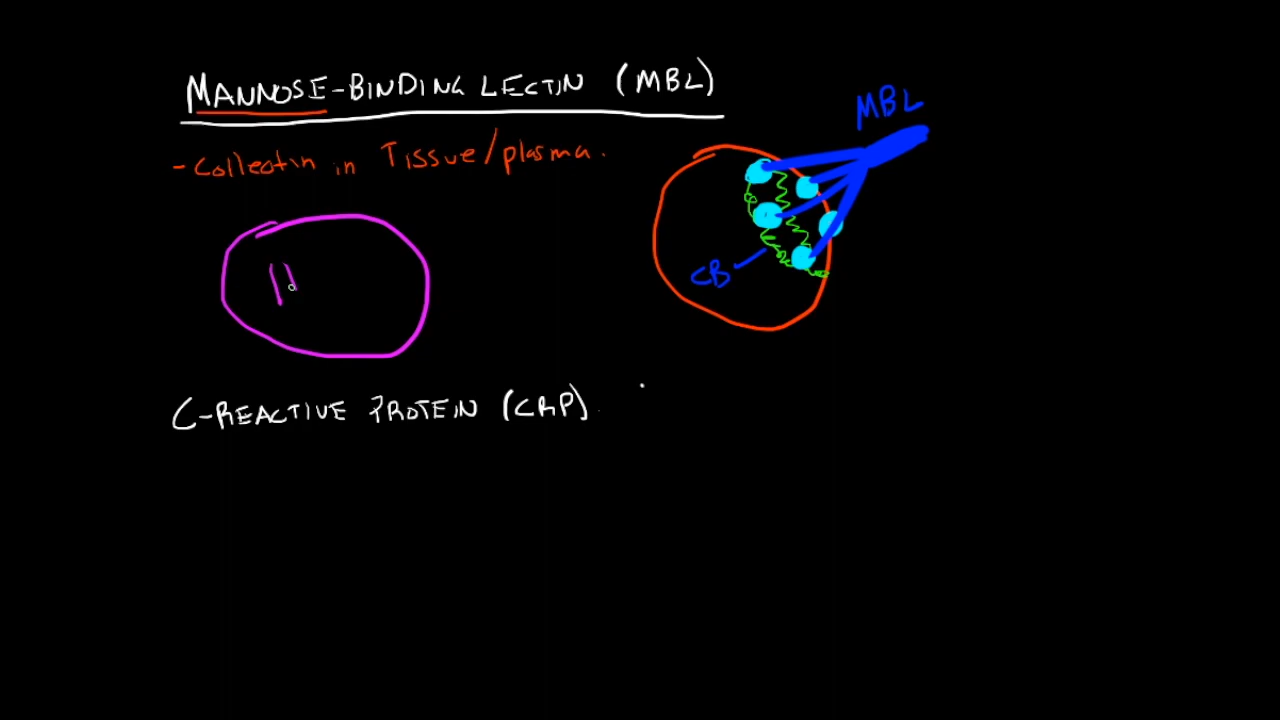 MANNOSE-BINDING LECTIN (MBL)
- Collectin in Tissue/plasma.
MBL
CB
C-REACTIVE PROTEIN (CRP).